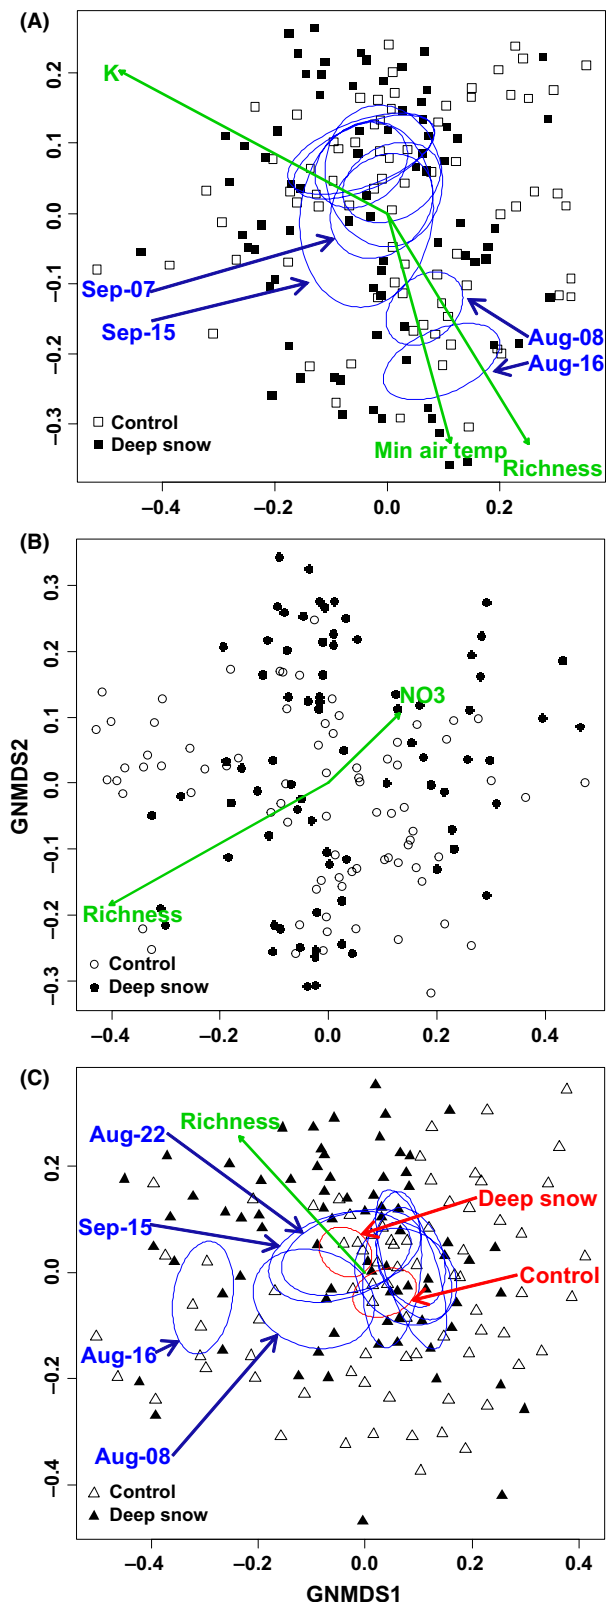 (A)
K
0.2
0.1
0.0
−0.1
−0.2
−0.3
Sep-07
Sep-15
Aug-08
Aug-16
Control
Deep snow
Min air temp
Richness
−0.4
−0.2
0.0
0.2
(B)
0.3
0.2
0.1
0.0
−0.1
−0.2
−0.3
GNMDS2
NO3
Richness
Control
Deep snow
−0.4
−0.2
0.0
0.2
0.4
(C)
Richness
Aug-22
Sep-15
Deep snow
Control
Aug-16
Aug-08
0.2
0.0
−0.2
−0.4
Control
Deep snow
−0.4
−0.2
0.0
0.2
0.4
GNMDS1